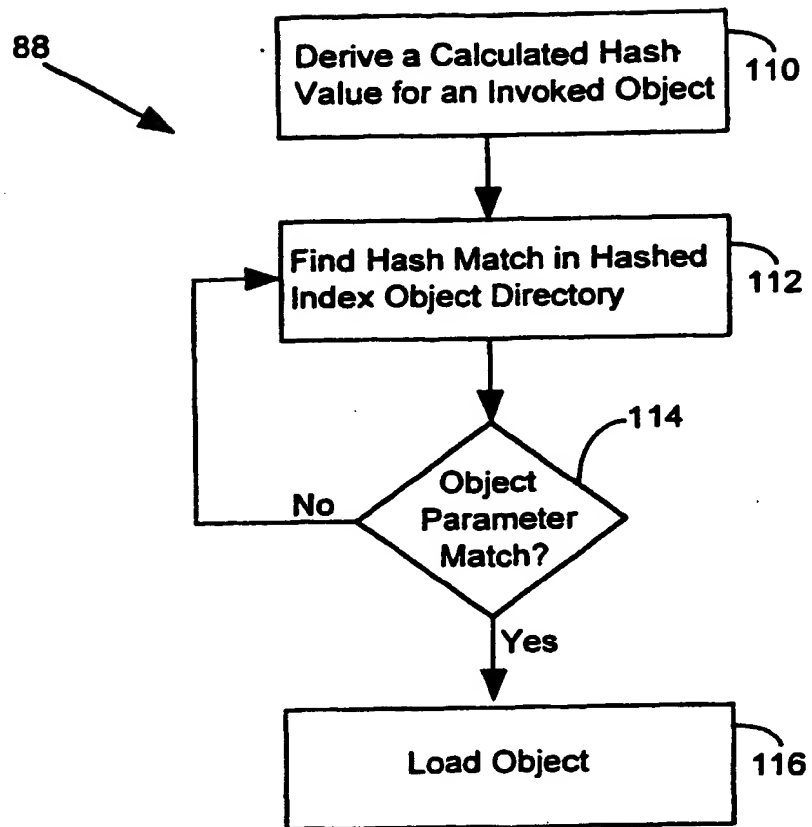 88
Derive a Calculated Hash
Value for an Invoked Object
110
Find Hash Match in Hashed
Index Object Directory
112
114
Object
Parameter
Match?
No
Yes
Load Object
116